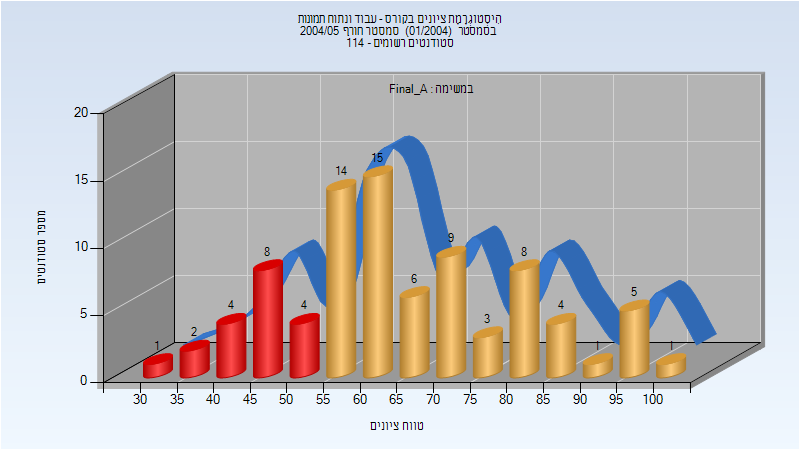 היסטוגרמת ציונים בקורס - עבוד ונתוח תמונות
בסמסטר (01/2004) סמסטר חורף 2004/05
סטודנטים רשומים - 114
במשימה : Final_A
מספר סטודנטים
20
15
10
5
0
1
2
4
8
4
14
15
6
9
3
8
4
1
5
1
30 35 40 45 50 55 60 65 70 75 80 85 90 95 100
טווח ציונים